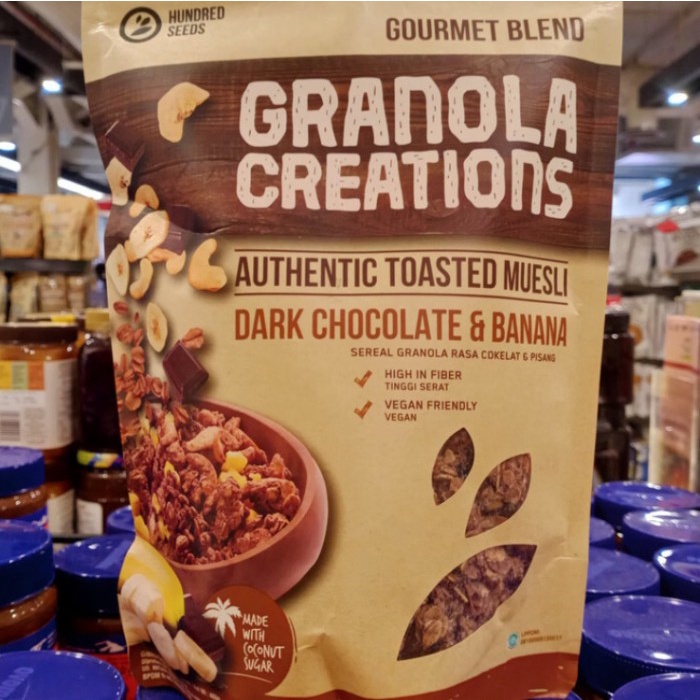 HUNDRED
SEEDS
GOURMET BLEND
GRANOLA
CREATIONS
AUTHENTIC TOASTED MUESLI
DARK CHOCOLATE & BANANA
SEREAL GRANOLA RASA COKELAT & PISANG
HIGH IN FIBER
TINGGI SERAT
VEGAN FRIENDLY
VEGAN
MADE
WITH
COCONUT
SUGAR